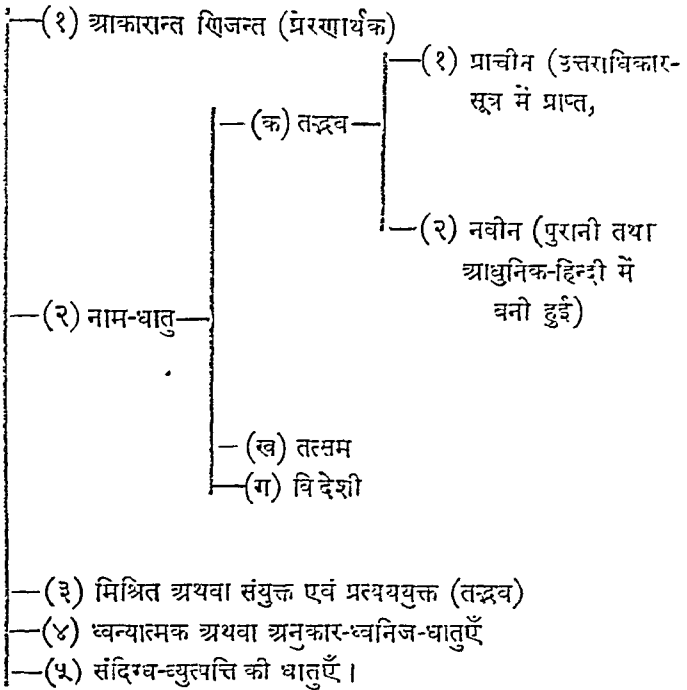 (१) आकारान्त णिजन्त (प्रेरणार्थक)
(१) प्राचीन (उत्तराधिकार-
सूत्र में प्राप्त,
(क) तद्भव
(२) नवीन (पुरानी तथा
आधुनिक-हिन्दी में
बनी हुई)
(२) नाम-धातु
(ख) तत्सम
(ग) विदेशी
(३) मिश्रित अथवा संयुक्त एवं प्रत्यययुक्त (तद्भव)
(४) ध्वन्यात्मक अथवा अनुकार-ध्वनिज-धातुएँ
(५) संदिग्ध-व्युत्पत्ति की धातुएँ।